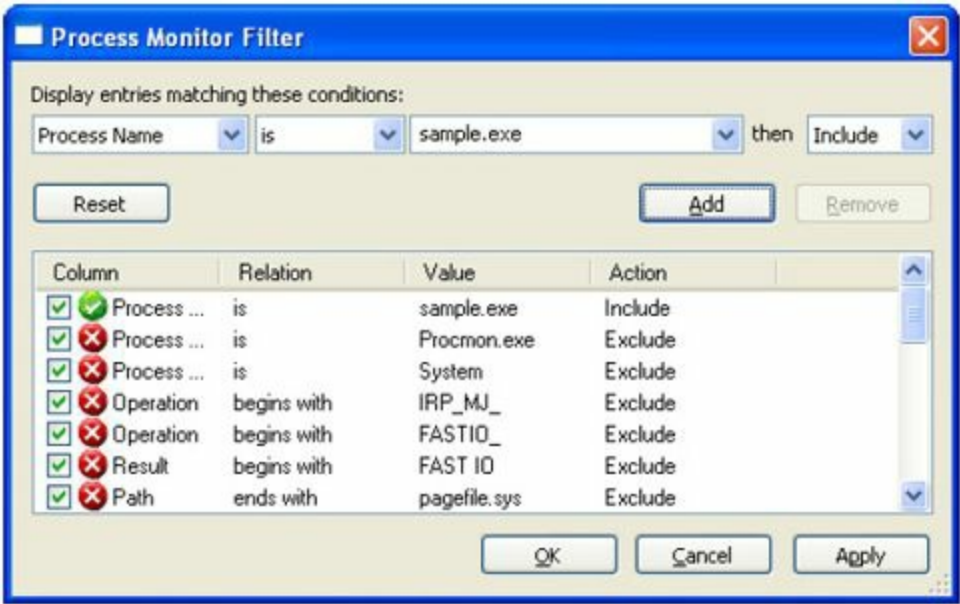 Process Monitor Filter
Display entries matching these conditions:
Process Name is sample.exe then Include
Reset Add Remove
Column Relation Value Action
Process ... is sample.exe Include
Process ... is Procmon.exe Exclude
Process ... is System Exclude
Operation begins with IRP_MJ_ Exclude
Operation begins with FASTIO_ Exclude
Result begins with FAST IO Exclude
Path ends with pagefile.sys Exclude
OK Cancel Apply